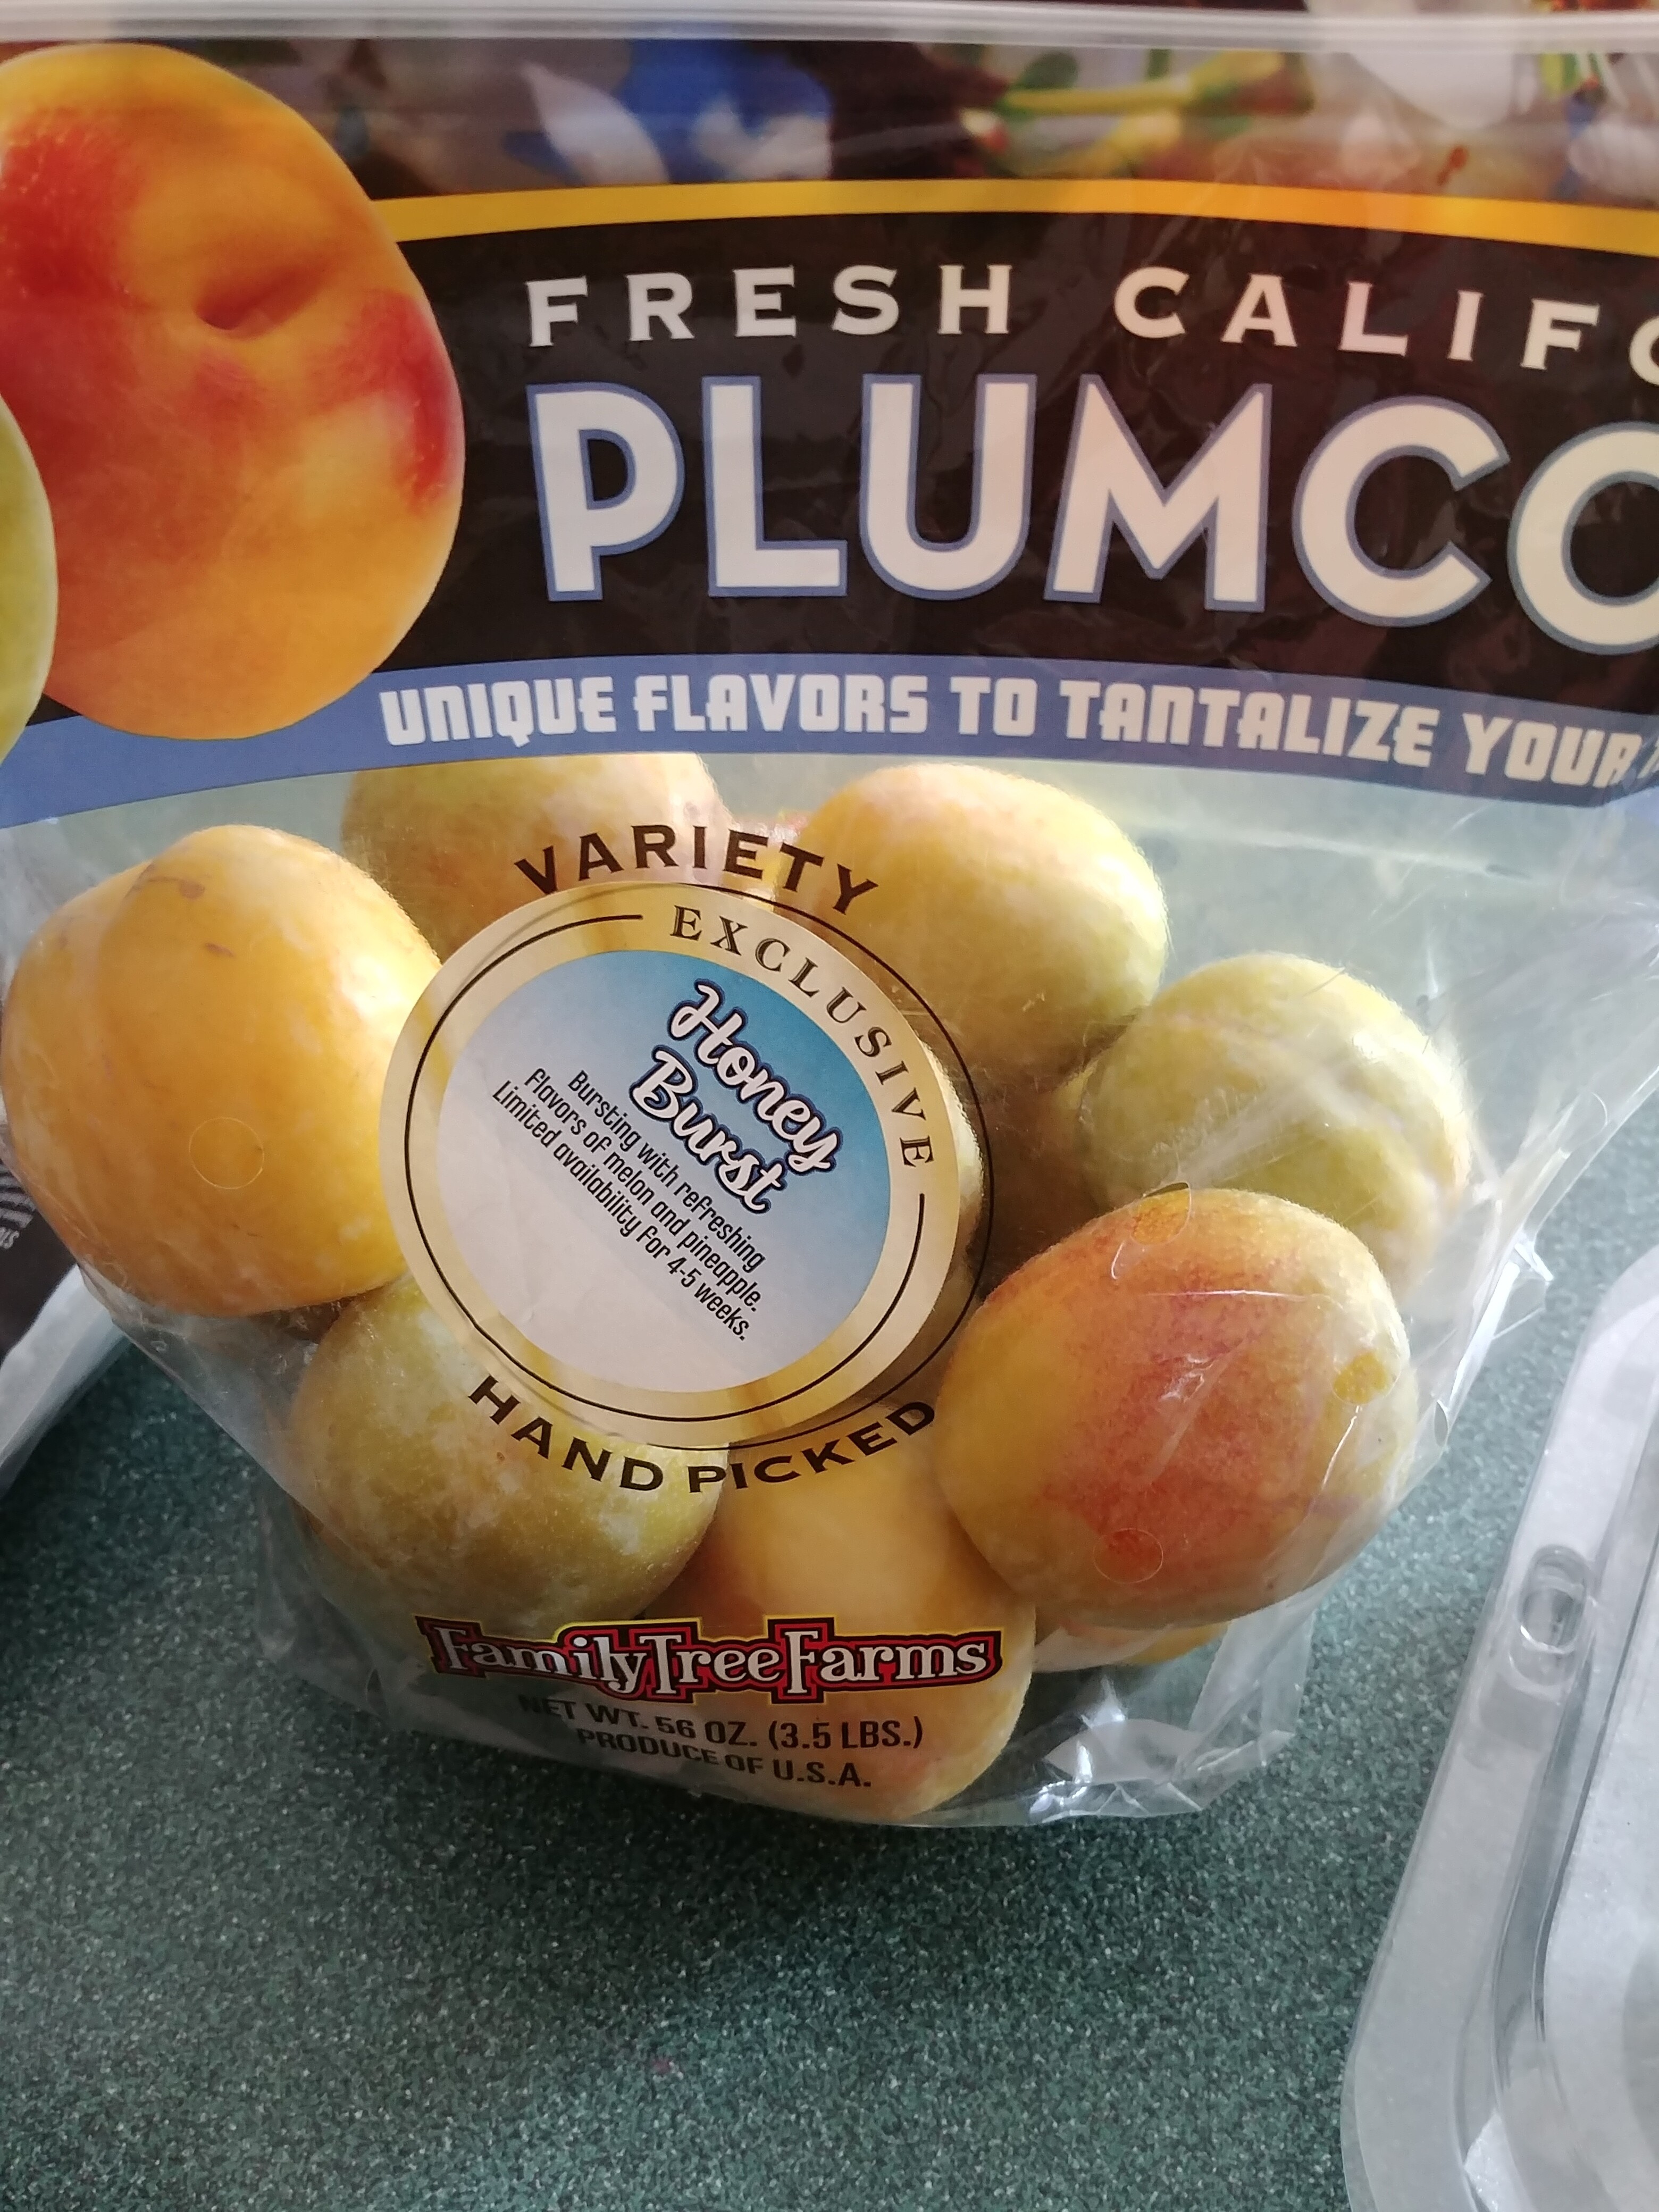 FRESH CALIFO
PLUMCO
UNIQUE FLAVORS TO TANTALIZE YOUR
VARIETY
EXCLUSIVE
Honey
Burst
Bursting with refreshing
flavors of melon and pineapple.
Limited availability for 4-5 weeks.
HAND PICKED
FamilyTreeFarms
NET WT. 56 OZ. (3.5 LBS.)
PRODUCE OF U.S.A.